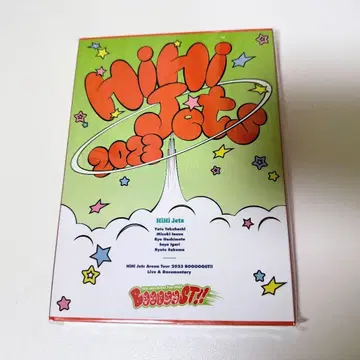 HiHi
Jets
2023
HiHi Jets
Yuto Takahashi
Mizuki Inoue
Ryo Hashimoto
Soya Igari
Ryuto Sakuma
HiHi Jets Arena Tour 2023 BOOOOOST!!
Live & Documentary
BOOOOOST!!